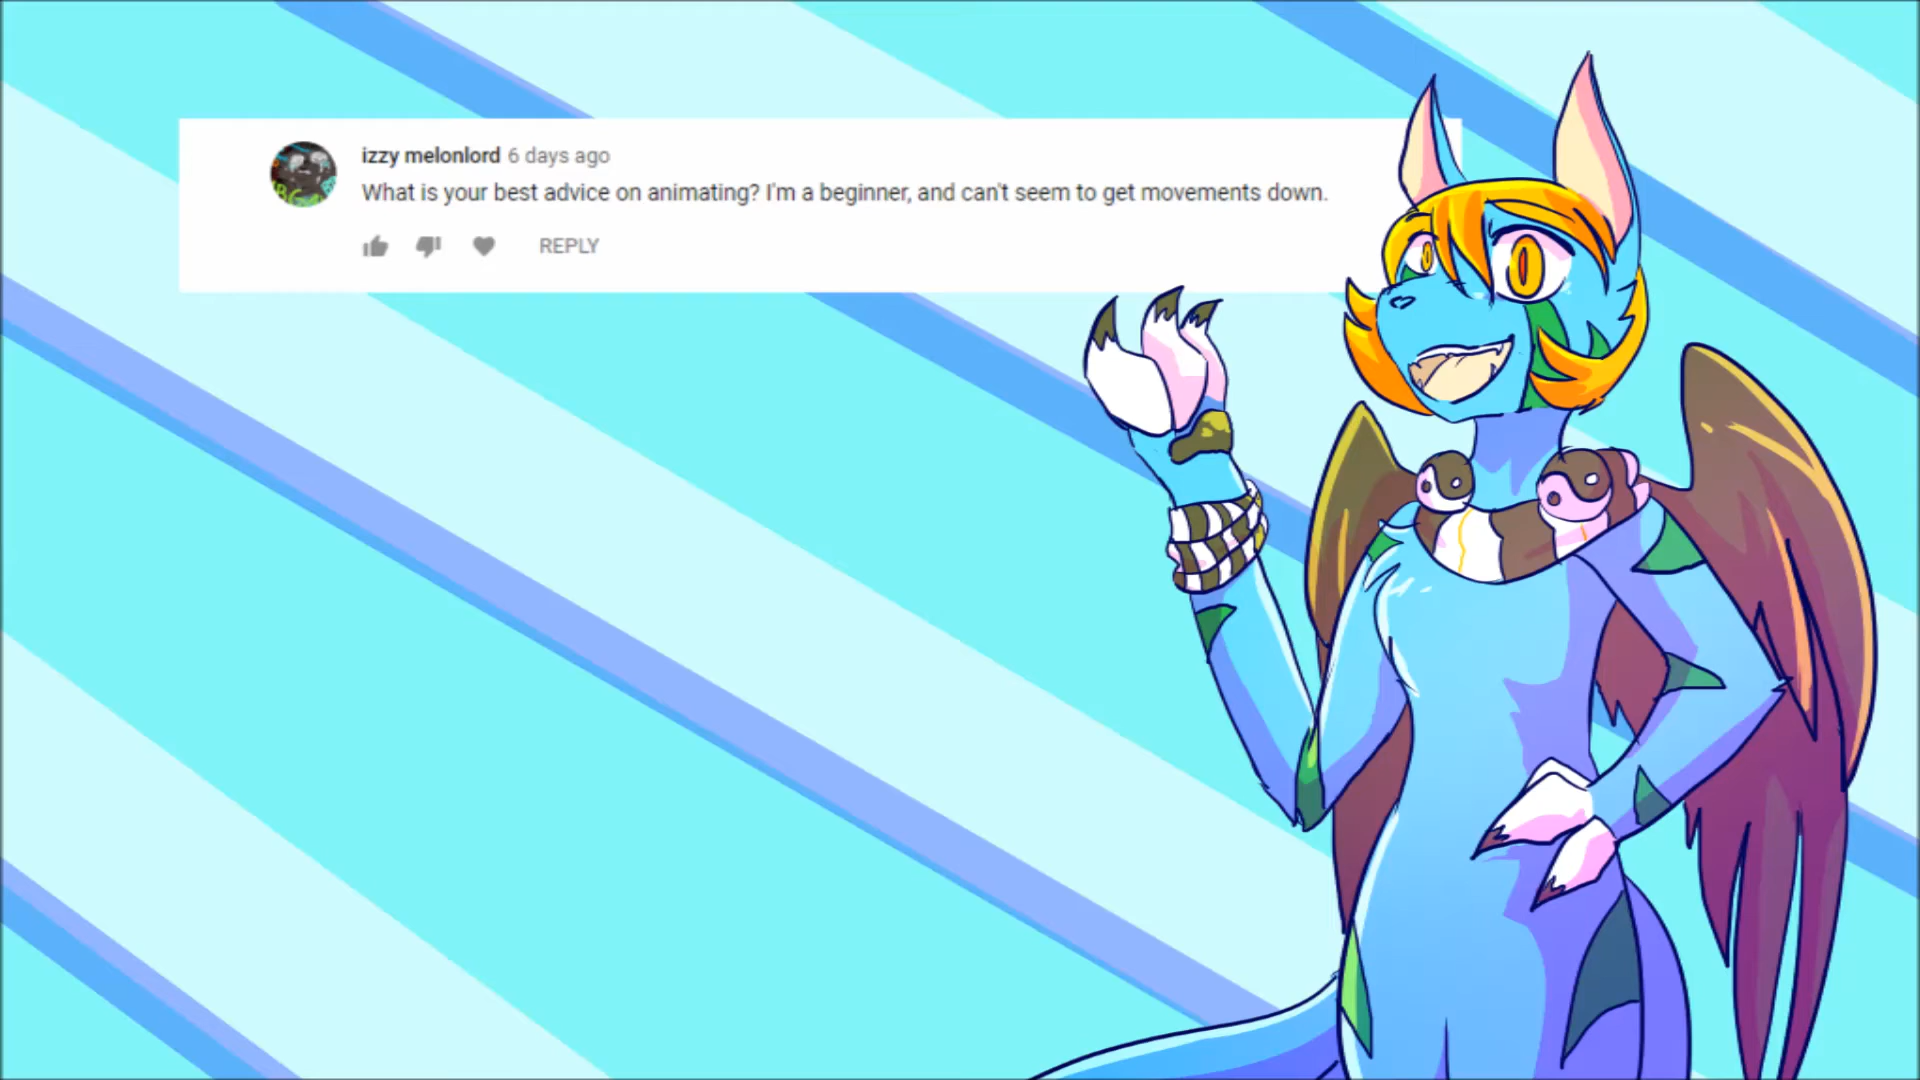 izzy melonlord 6 days ago
What is your best advice on animating? I'm a beginner, and can't seem to get movements down.
REPLY